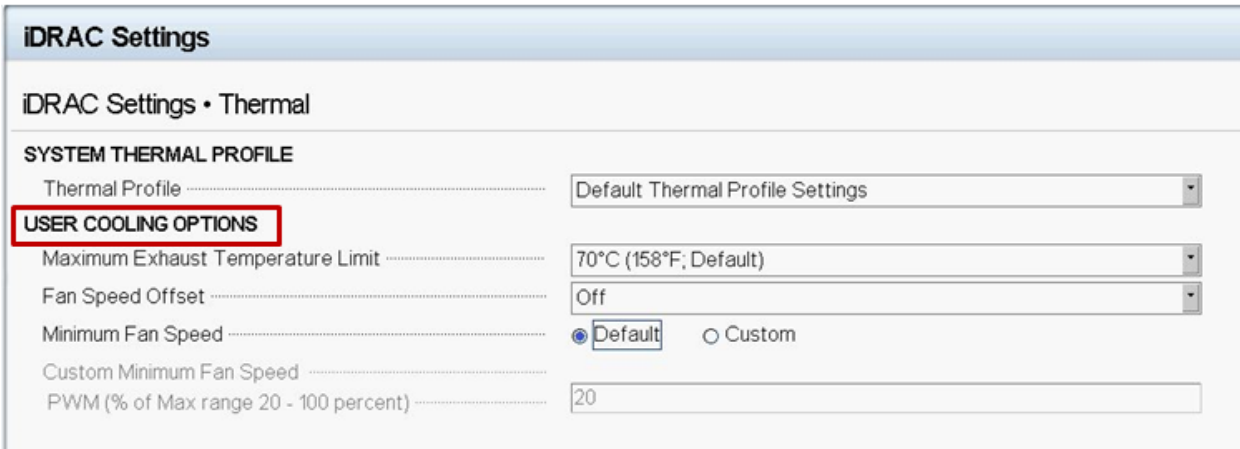 iDRAC Settings
iDRAC Settings • Thermal
SYSTEM THERMAL PROFILE
Thermal Profile Default Thermal Profile Settings
USER COOLING OPTIONS
Maximum Exhaust Temperature Limit 70°C (158°F; Default)
Fan Speed Offset Off
Minimum Fan Speed Default Custom
Custom Minimum Fan Speed
PWM (% of Max range 20 - 100 percent) 20